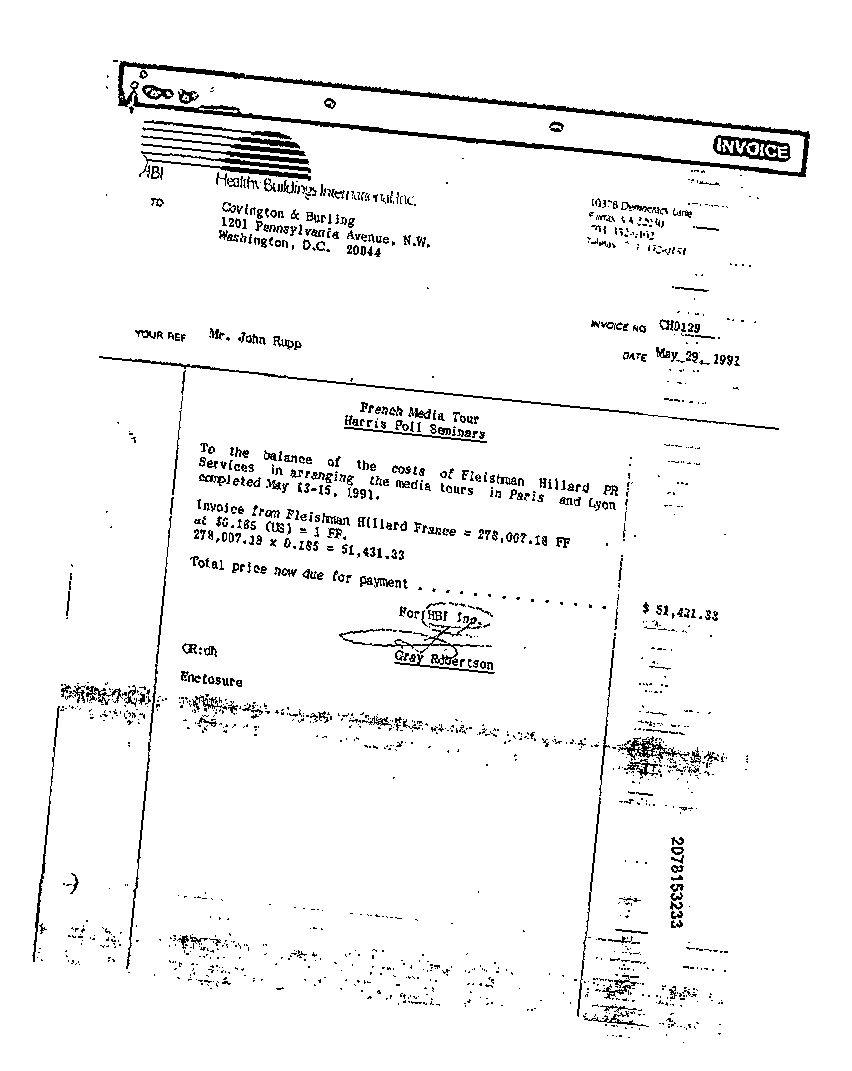 INVOICE
HBI
Healthy Buildings International Inc.
TO
Covington & Burling
1201 Pennsylvania Avenue, N.W.
Washington, D.C. 20044
10378 Democracy Lane
INVOICE NO CH0129
YOUR REF Mr. John Rupp
DATE May 29, 1991
French Media Tour
Harris Poll Seminars
To the balance of the costs of Fleishman Hillard PR
Services in arranging the media tours in Paris and Lyon
completed May 13-15, 1991.
Invoice from Fleishman Hillard France = 278,007.18 FF
at $0.185 (US) = 1 FF.
278,007.18 x 0.185 = 51,431.33
Total price now due for payment . . . . . . . . . . . . . . $ 51,431.33
For HBI Inc.
Gray Robertson
GR:dh
Enclosure
2078153233